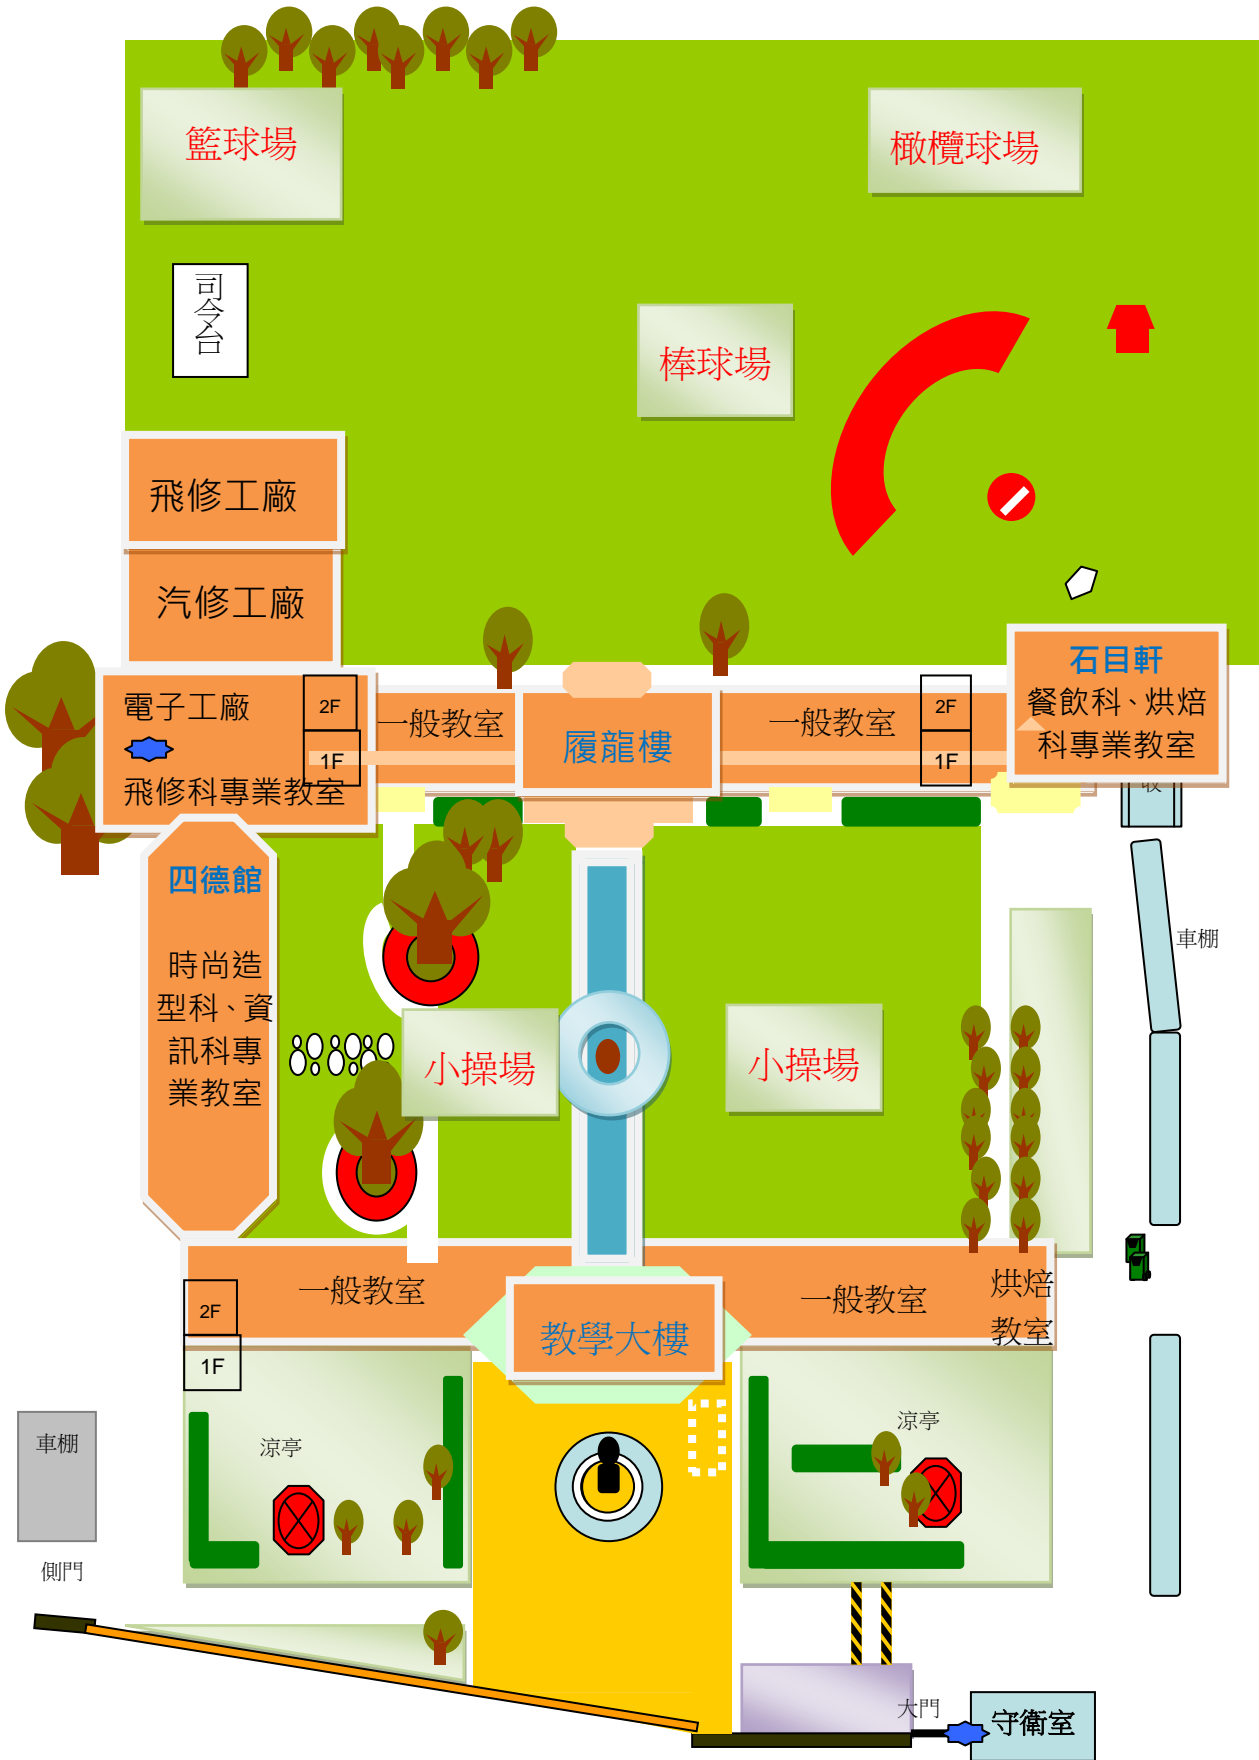 籃球場
橄欖球場
司令台
棒球場
飛修工廠
汽修工廠
石目軒
餐飲科、烘焙
科專業教室
電子工廠
飛修科專業教室
2F
1F
一般教室
履龍樓
一般教室
2F
1F
四德館
時尚造
型科、資
訊科專
業教室
車棚
小操場
小操場
一般教室
2F
1F
教學大樓
一般教室
烘焙
教室
車棚
涼亭
涼亭
側門
大門
守衛室